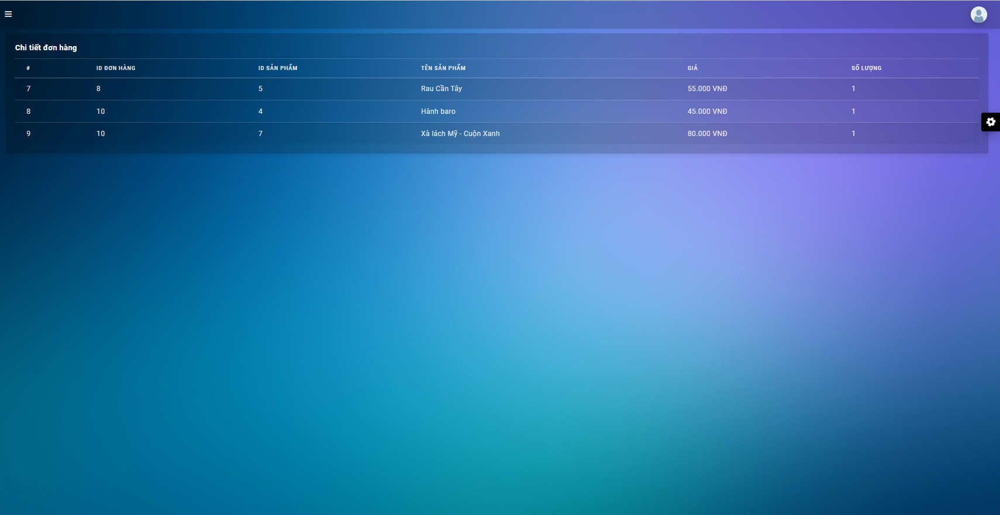 Chi tiết đơn hàng
# ID ĐƠN HÀNG ID SẢN PHẨM TÊN SẢN PHẨM GIÁ SỐ LƯỢNG
7 8 5 Rau Cần Tây 55.000 VNĐ 1
8 10 4 Hành baro 45.000 VNĐ 1
9 10 7 Xà lách Mỹ - Cuộn Xanh 80.000 VNĐ 1